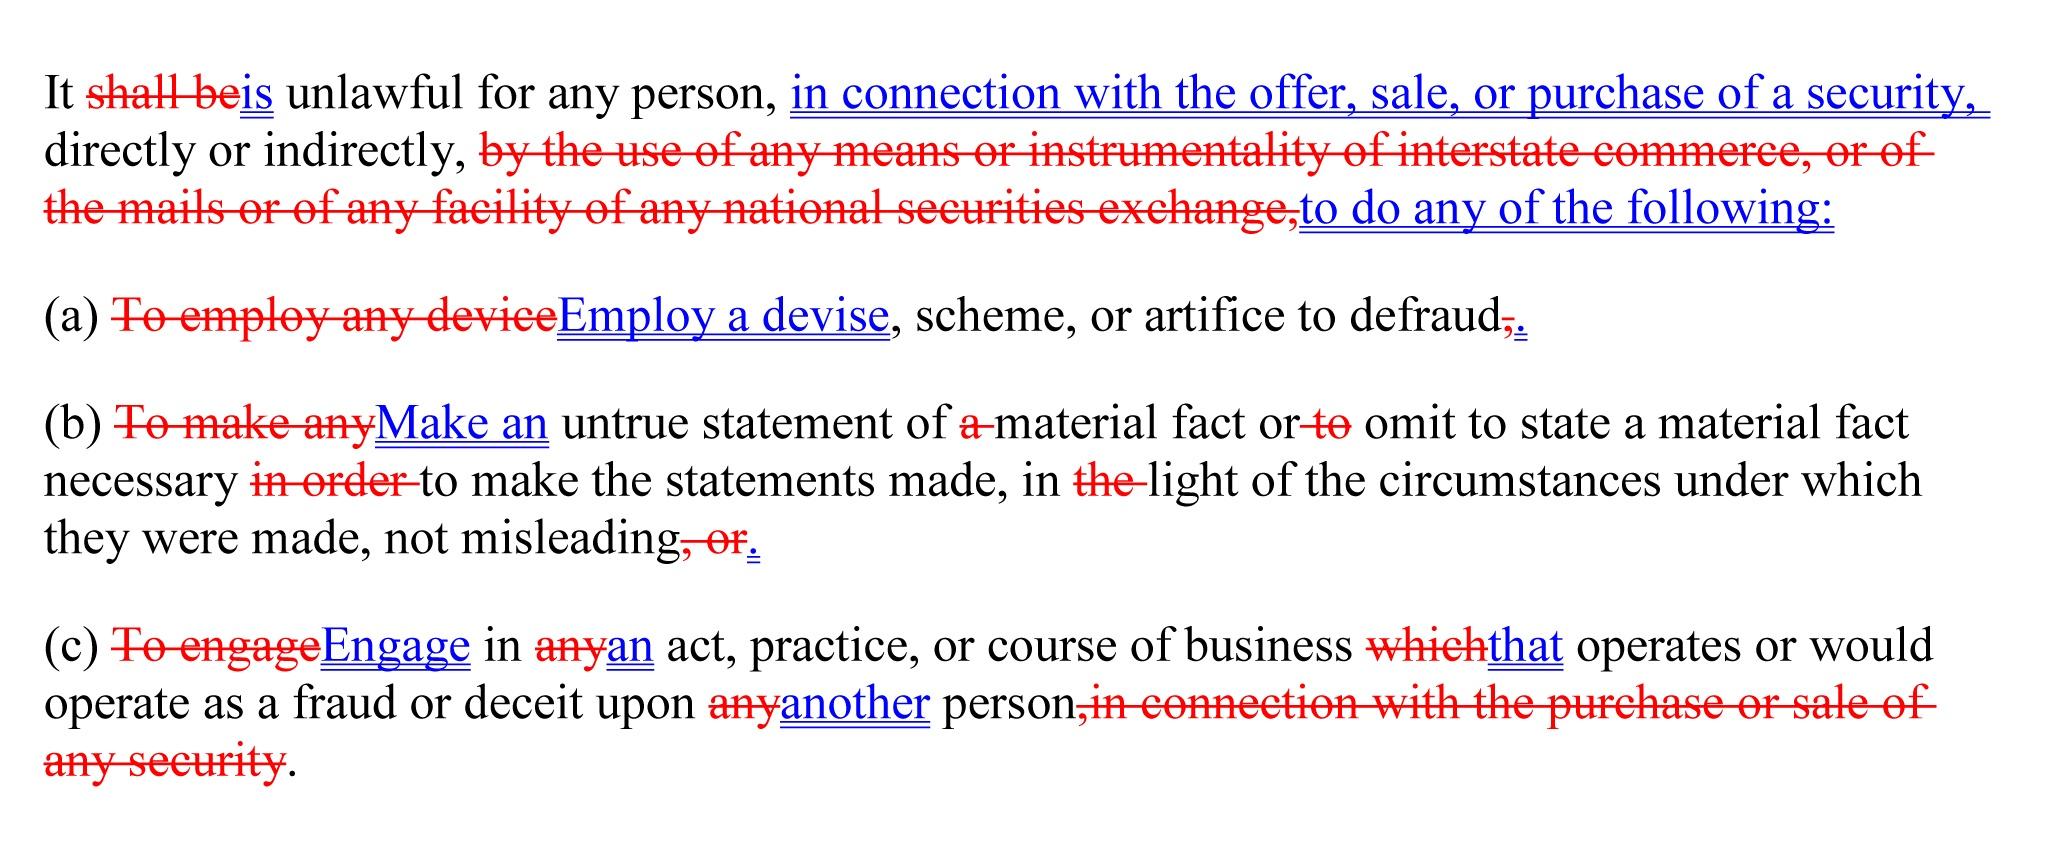 It shall beis unlawful for any person, in connection with the offer, sale, or purchase of a security,
directly or indirectly, by the use of any means or instrumentality of interstate commerce, or of
the mails or of any facility of any national securities exchange,to do any of the following:
(a) To employ any deviceEmploy a devise, scheme, or artifice to defraud,.
(b) To make anyMake an untrue statement of a material fact or to omit to state a material fact
necessary in order to make the statements made, in the light of the circumstances under which
they were made, not misleading, or.
(c) To engageEngage in anyan act, practice, or course of business whichthat operates or would
operate as a fraud or deceit upon anyanother person,in connection with the purchase or sale of
any security.